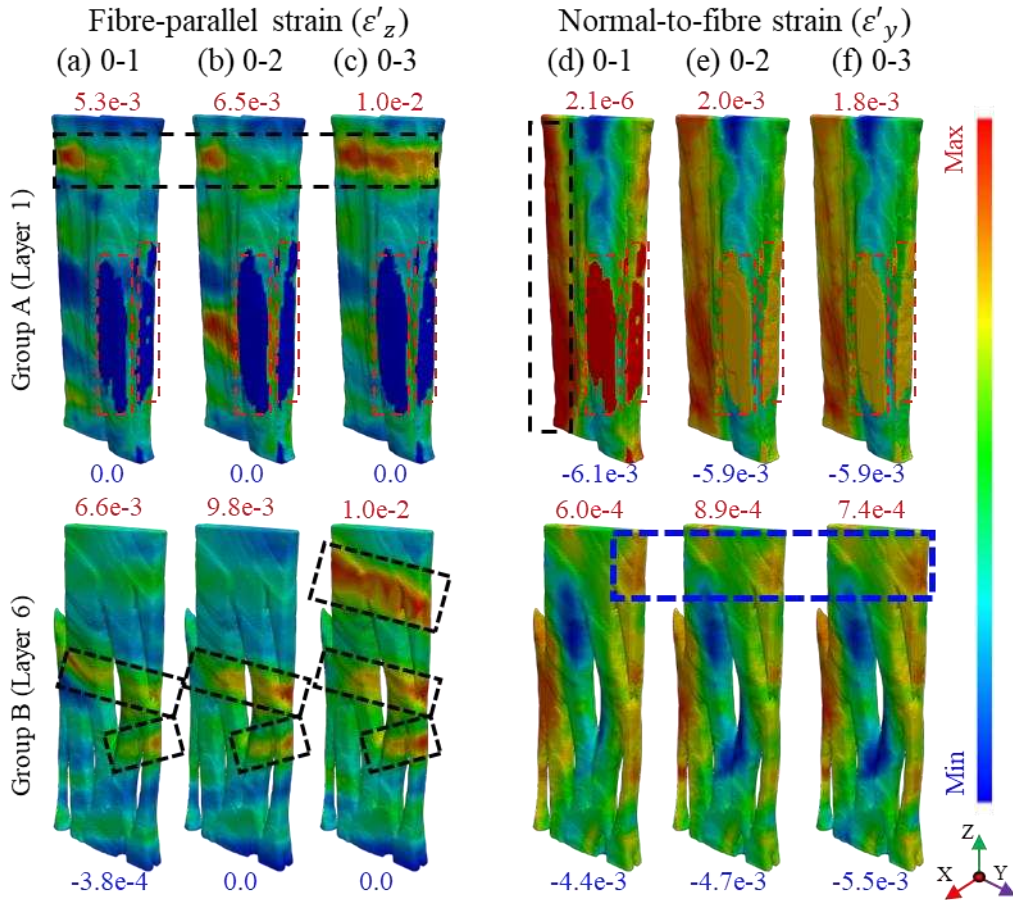 Fibre-parallel strain (ε′z) Normal-to-fibre strain (ε′y)
(a) 0-1 (b) 0-2 (c) 0-3 (d) 0-1 (e) 0-2 (f) 0-3
5.3e-3 6.5e-3 1.0e-2 2.1e-6 2.0e-3 1.8e-3
Max
Group A (Layer 1)
0.0 0.0 0.0 -6.1e-3 -5.9e-3 -5.9e-3
6.6e-3 9.8e-3 1.0e-2 6.0e-4 8.9e-4 7.4e-4
Group B (Layer 6)
Min
Z
X Y
-3.8e-4 0.0 0.0 -4.4e-3 -4.7e-3 -5.5e-3